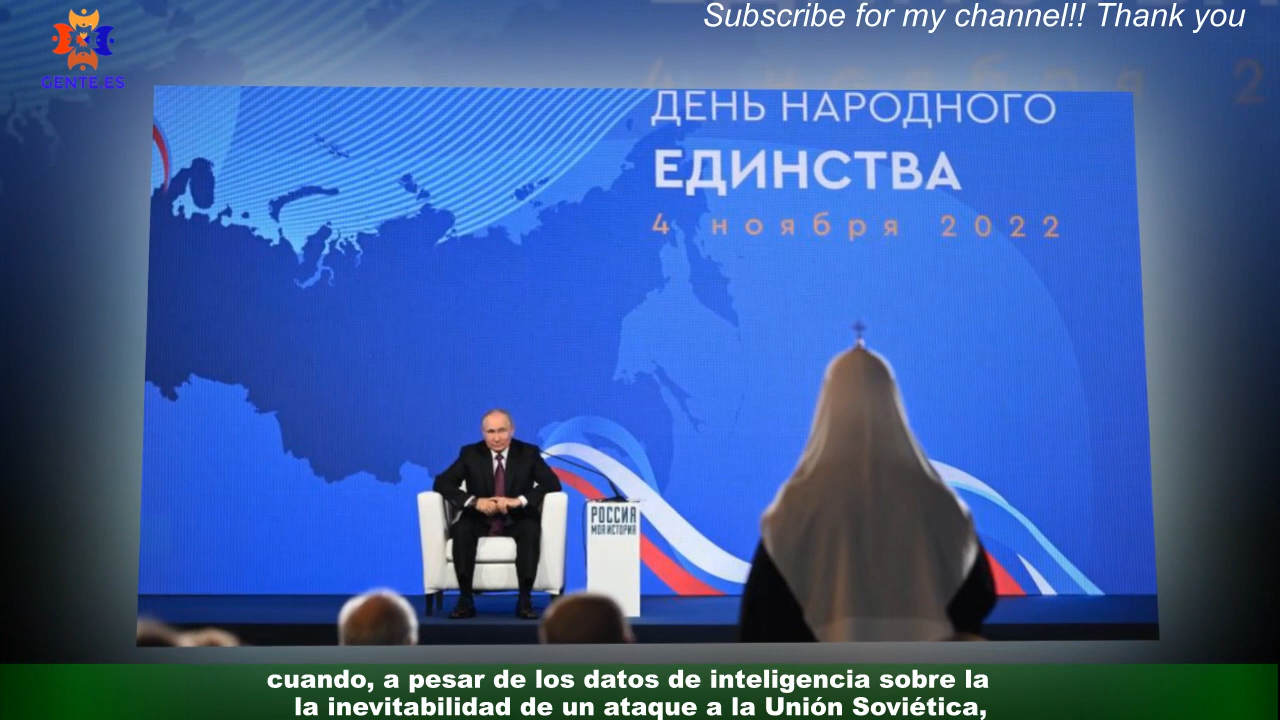 Subscribe for my channel!! Thank you
GENTE.ES
ДЕНЬ НАРОДНОГО
ЕДИНСТВА
4 ноября 2022
РОССИЯ
МОЯ ИСТОРИЯ
cuando, a pesar de los datos de inteligencia sobre la
la inevitabilidad de un ataque a la Unión Soviética,